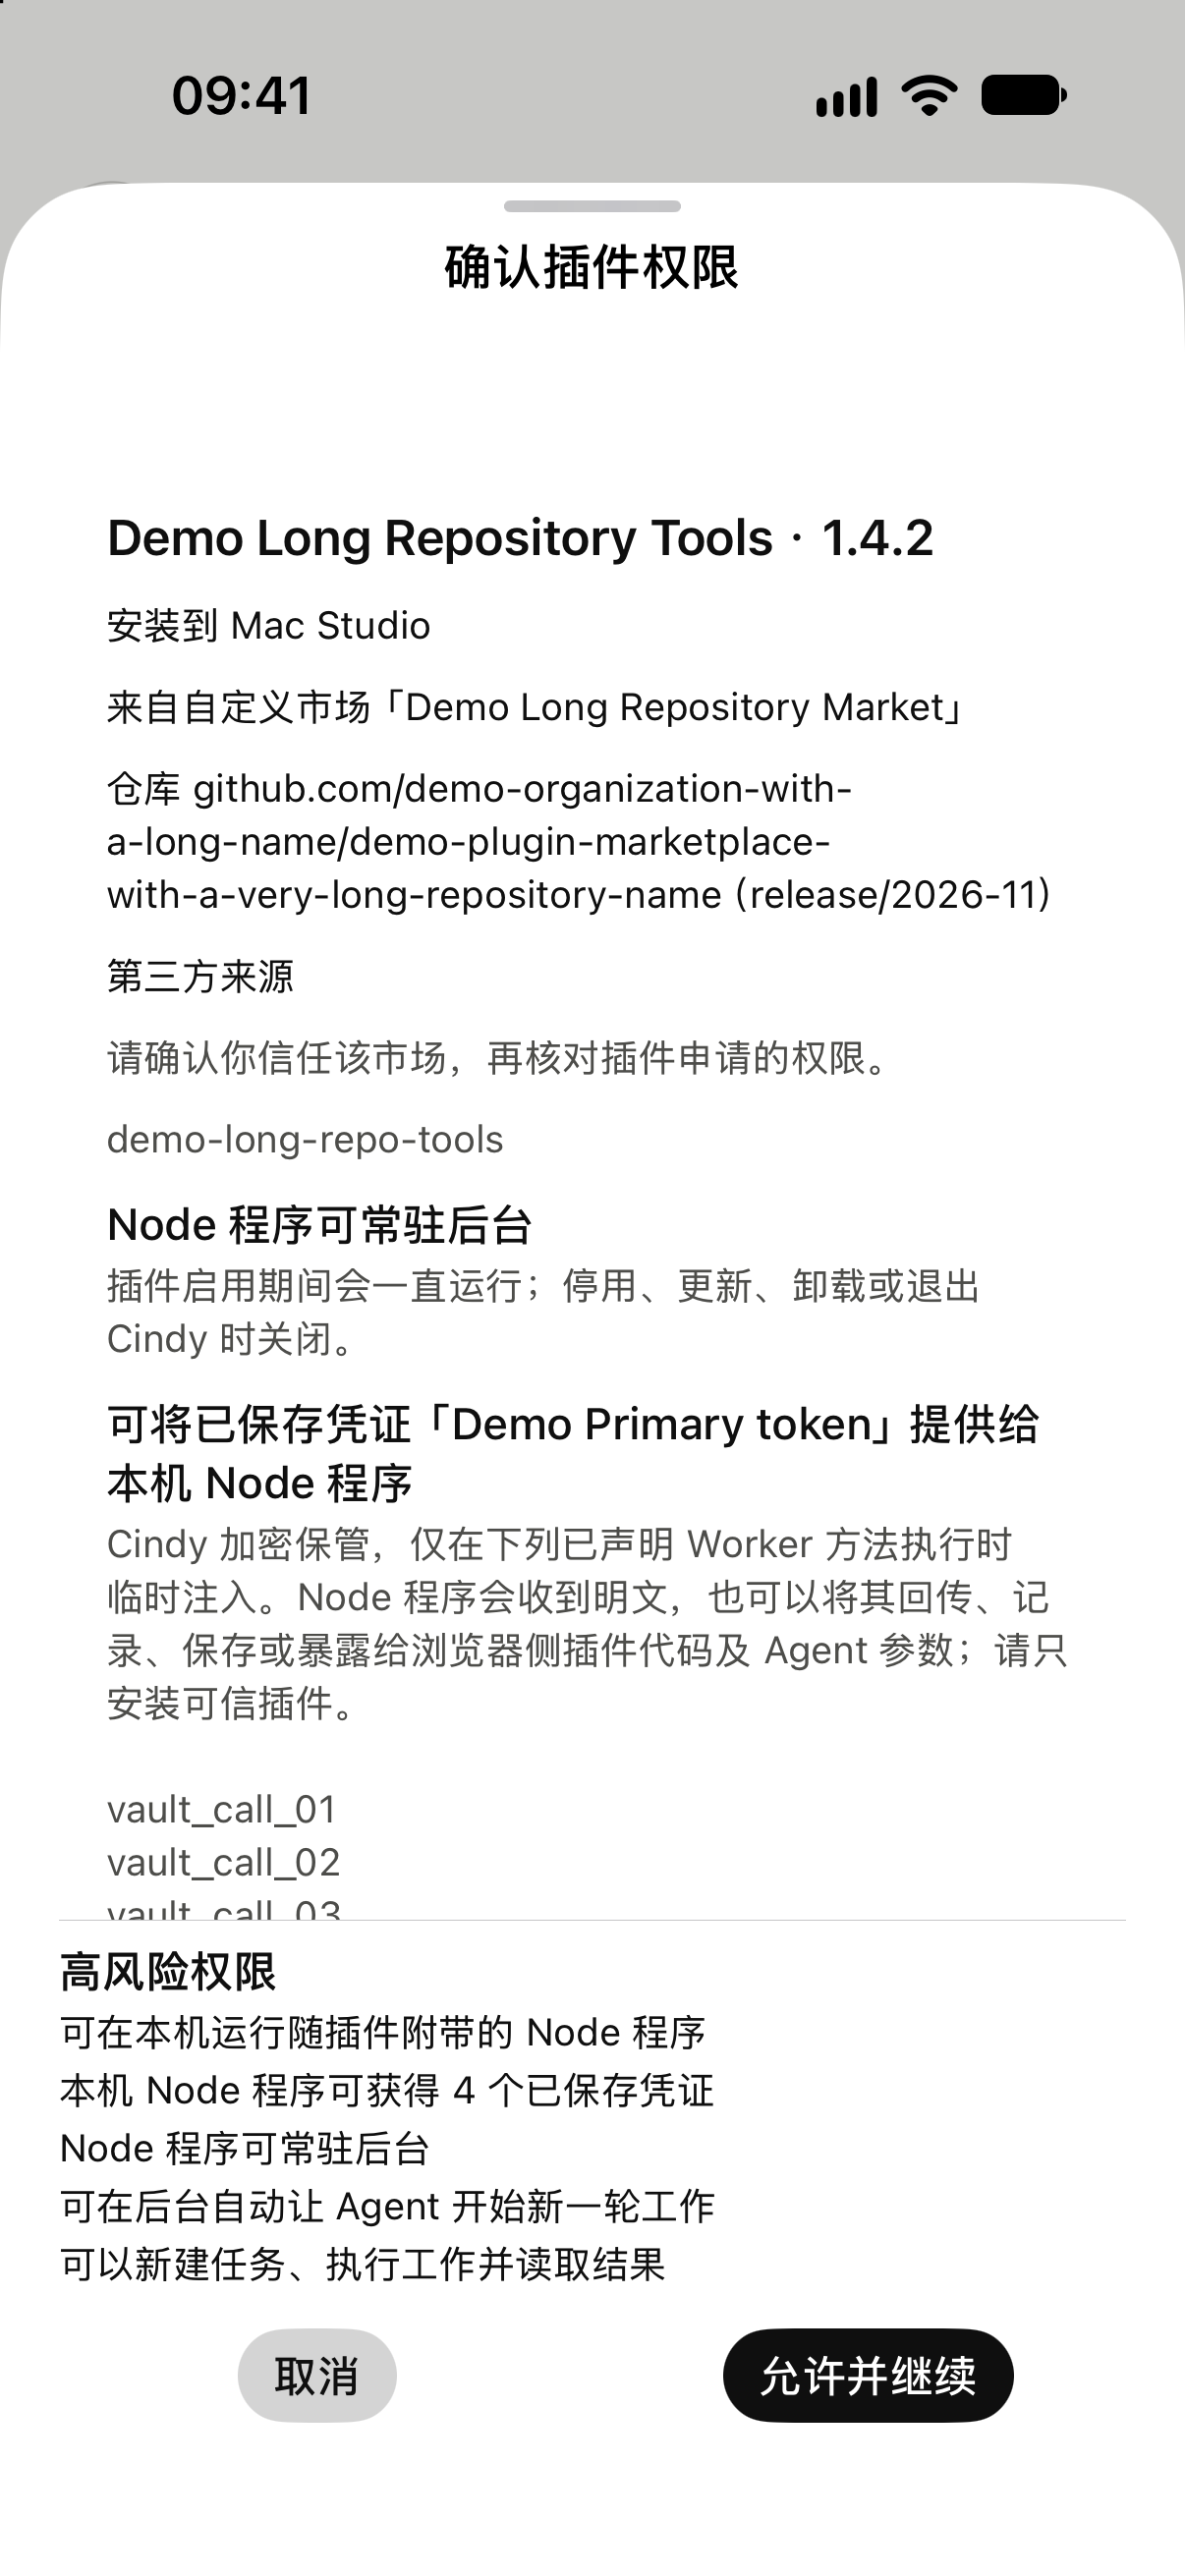 09:41
确认插件权限
Demo Long Repository Tools · 1.4.2
安装到 Mac Studio
来自自定义市场「Demo Long Repository Market」
仓库 github.com/demo-organization-with-
a-long-name/demo-plugin-marketplace-
with-a-very-long-repository-name (release/2026-11)
第三方来源
请确认你信任该市场，再核对插件申请的权限。
demo-long-repo-tools
Node 程序可常驻后台
插件启用期间会一直运行；停用、更新、卸载或退出
Cindy 时关闭。
可将已保存凭证「Demo Primary token」提供给
本机 Node 程序
Cindy 加密保管，仅在下列已声明 Worker 方法执行时
临时注入。Node 程序会收到明文，也可以将其回传、记
录、保存或暴露给浏览器侧插件代码及 Agent 参数；请只
安装可信插件。
vault_call_01
vault_call_02
vault_call_03
高风险权限
可在本机运行随插件附带的 Node 程序
本机 Node 程序可获得 4 个已保存凭证
Node 程序可常驻后台
可在后台自动让 Agent 开始新一轮工作
可以新建任务、执行工作并读取结果
取消
允许并继续